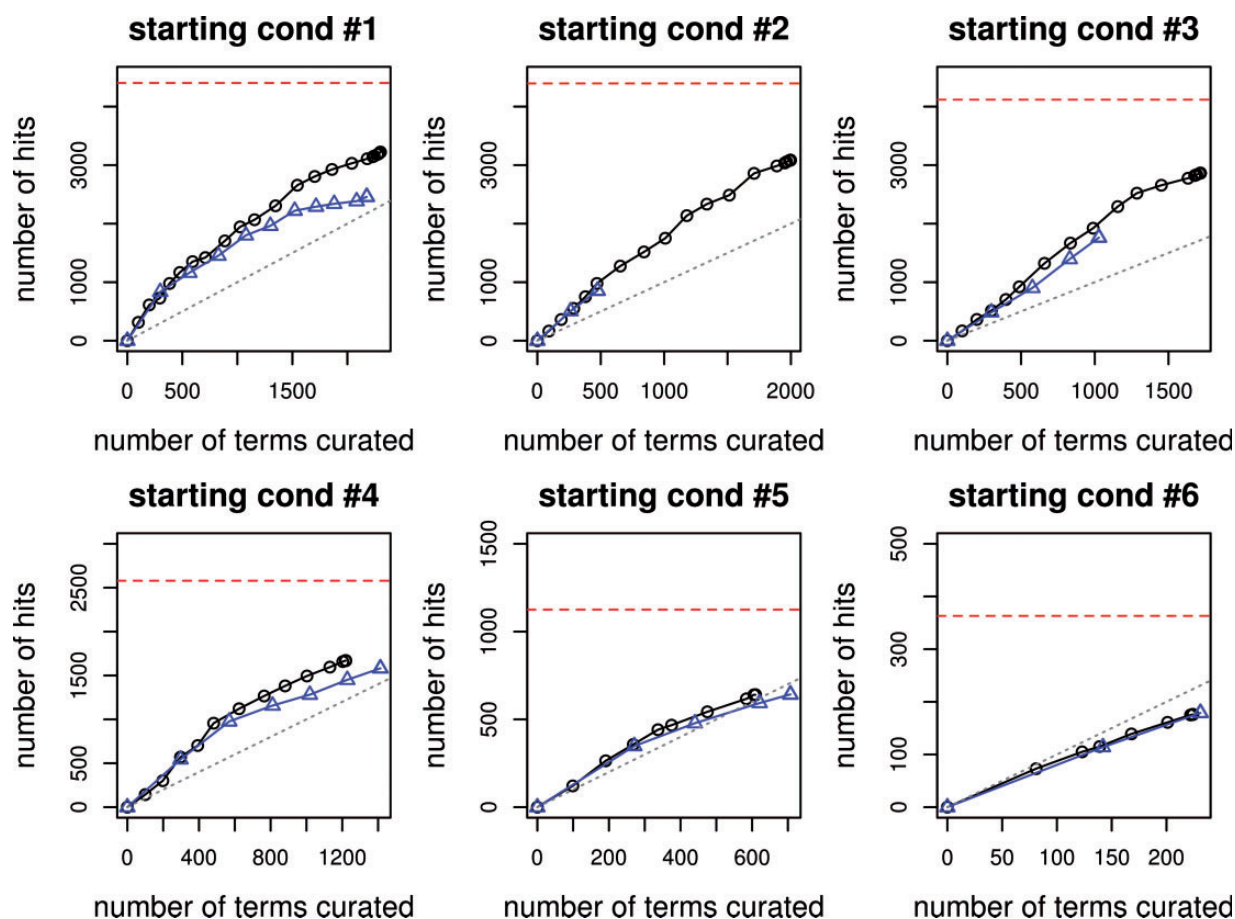 starting cond #1
number of hits
0 1000 3000
0 500 1500
number of terms curated
starting cond #2
number of hits
0 1000 3000
0 500 1000 2000
number of terms curated
starting cond #3
number of hits
0 1000 3000
0 500 1000 1500
number of terms curated
starting cond #4
number of hits
0 500 1500 2500
0 400 800 1200
number of terms curated
starting cond #5
number of hits
0 500 1000 1500
0 200 400 600
number of terms curated
starting cond #6
number of hits
0 100 300 500
0 50 100 150 200
number of terms curated